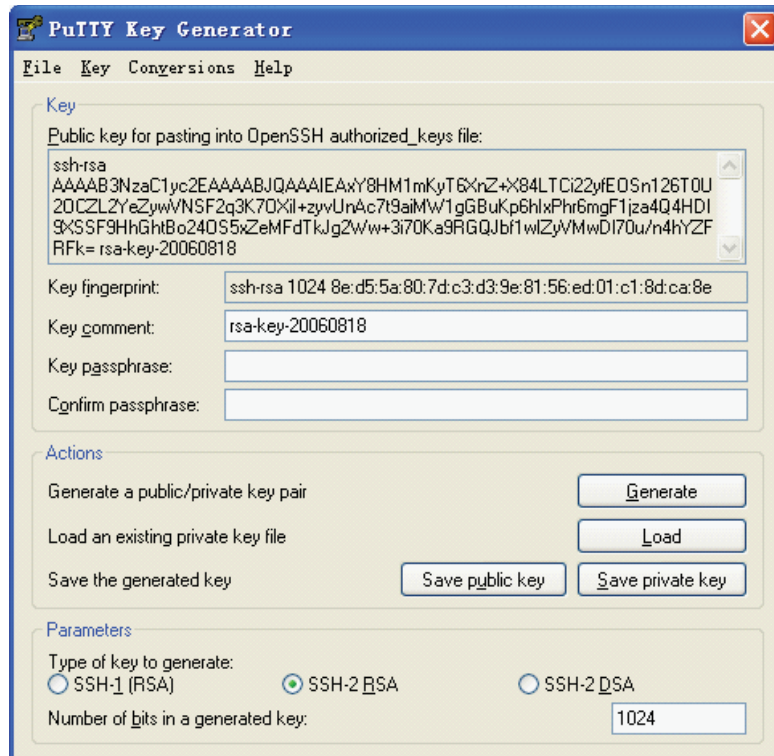 PuTTY Key Generator
File Key Conversions Help
Key
Public key for pasting into OpenSSH authorized_keys file:
ssh-rsa
AAAAB3NzaC1yc2EAAAABJQAAAIEAxY8HM1mKyT6XnZ+X84LTCi22yfEOSn126T0U
2OCZL2YeZywVNSF2q3K7OXiI+zyvUnAc7t9aiMW1gGBuKp6hIxPhr6mgF1jza4Q4HDI
9XSSF9HhGhtBo24OS5xZeMFdTkJg2Ww+3i70Ka9RGQJbf1wIZyVMwDI70u/n4hYZF
RFk= rsa-key-20060818
Key fingerprint: ssh-rsa 1024 8e:d5:5a:80:7d:c3:d3:9e:81:56:ed:01:c1:8d:ca:8e
Key comment: rsa-key-20060818
Key passphrase:
Confirm passphrase:
Actions
Generate a public/private key pair Generate
Load an existing private key file Load
Save the generated key Save public key Save private key
Parameters
Type of key to generate:
SSH-1 (RSA) SSH-2 RSA SSH-2 DSA
Number of bits in a generated key: 1024